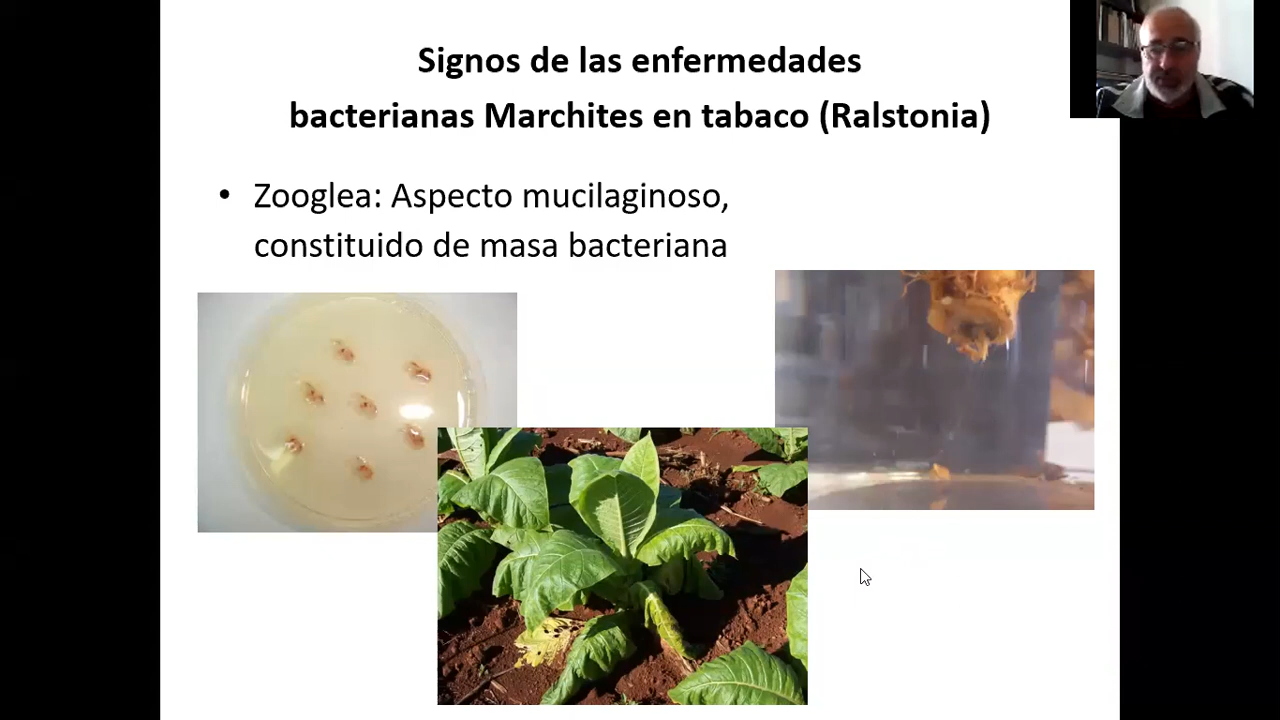 Signos de las enfermedades
bacterianas Marchites en tabaco (Ralstonia)
• Zooglea: Aspecto mucilaginoso,
constituido de masa bacteriana